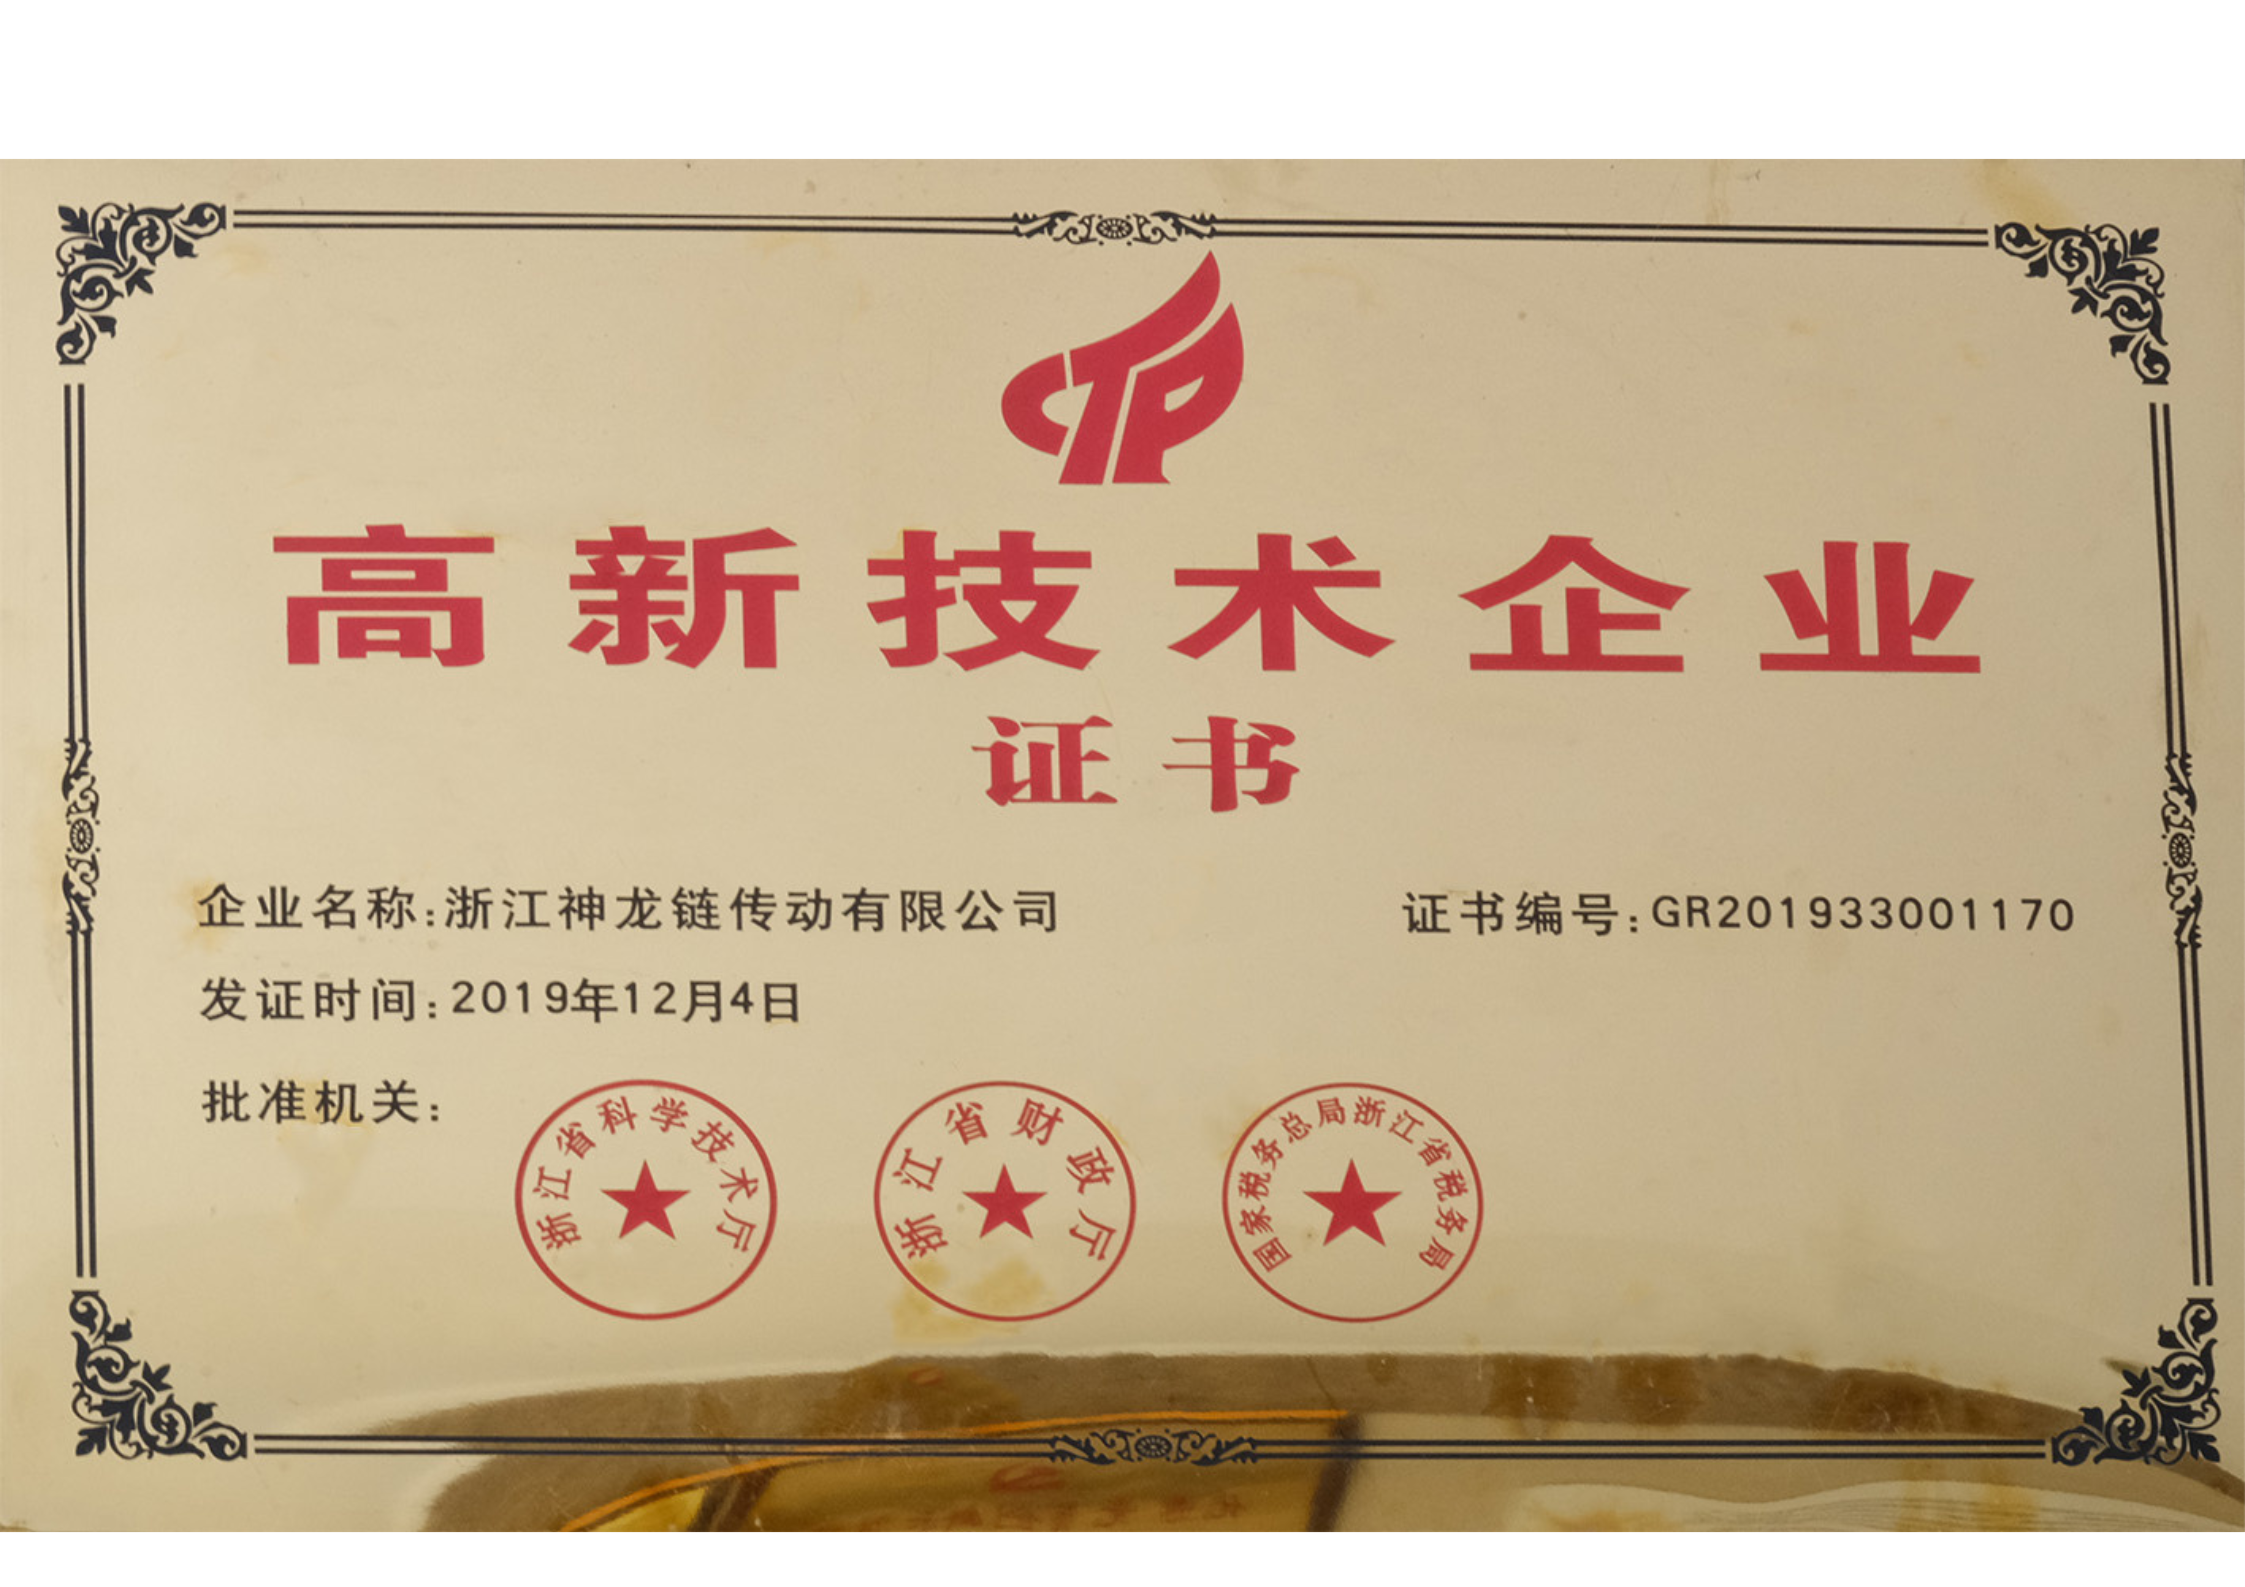 CTP
高新技术企业
证书
企业名称:浙江神龙链传动有限公司
证书编号:GR201933001170
发证时间:2019年12月4日
批准机关:
浙江省科学技术厅
浙江省财政厅
国家税务总局浙江省税务局